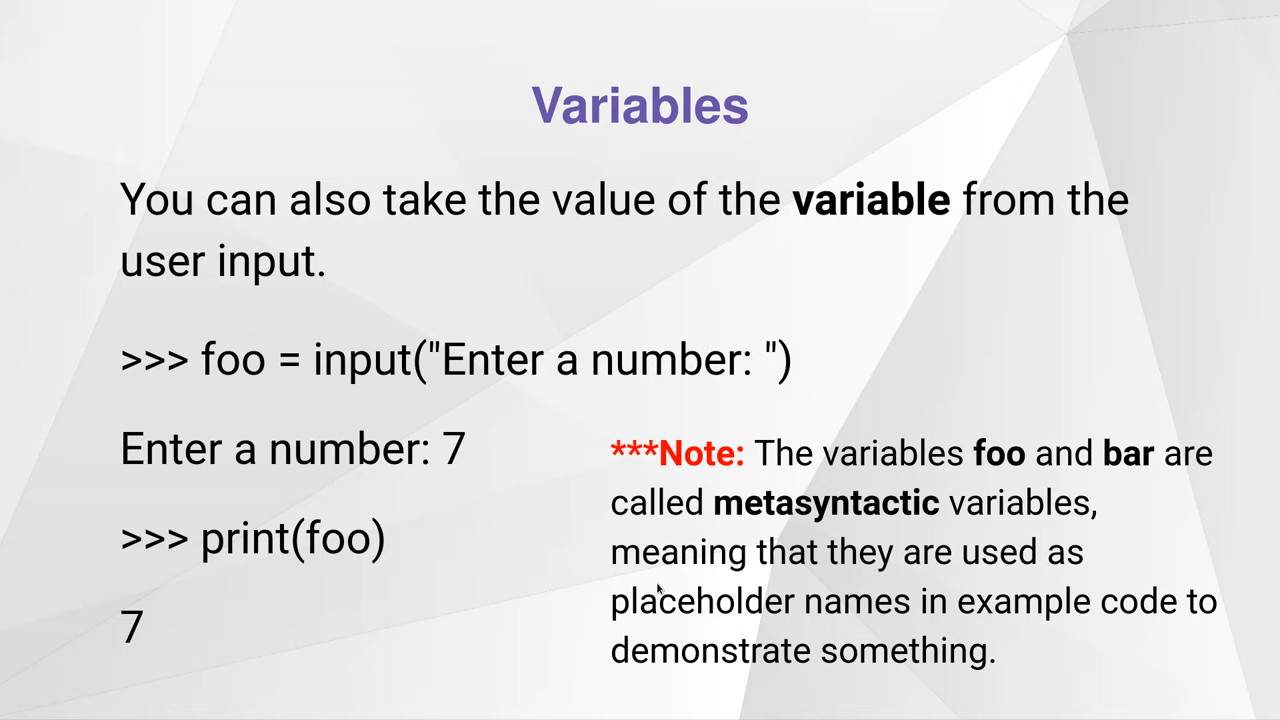 Variables
You can also take the value of the variable from the
user input.
>>> foo = input("Enter a number: ")
Enter a number: 7
>>> print(foo)
7
***Note: The variables foo and bar are
called metasyntactic variables,
meaning that they are used as
placeholder names in example code to
demonstrate something.